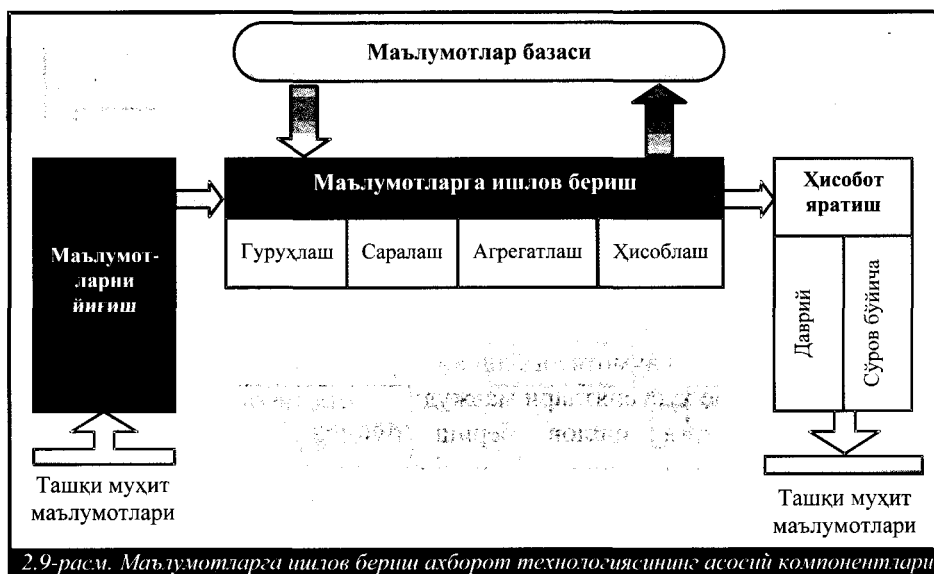 Маълумотлар базаси
Маълумот-
ларни
йиғиш
Маълумотларга ишлов бериш
Гуруҳлаш Саралаш Агрегатлаш Ҳисоблаш
Ҳисобот
яратиш
Даврий
Сўров бўйича
Ташқи муҳит
маълумотлари
Ташқи муҳит
маълумотлари
2.9-расм. Маълумотларга ишлов бериш ахборот технологиясининг асосий компонентлари